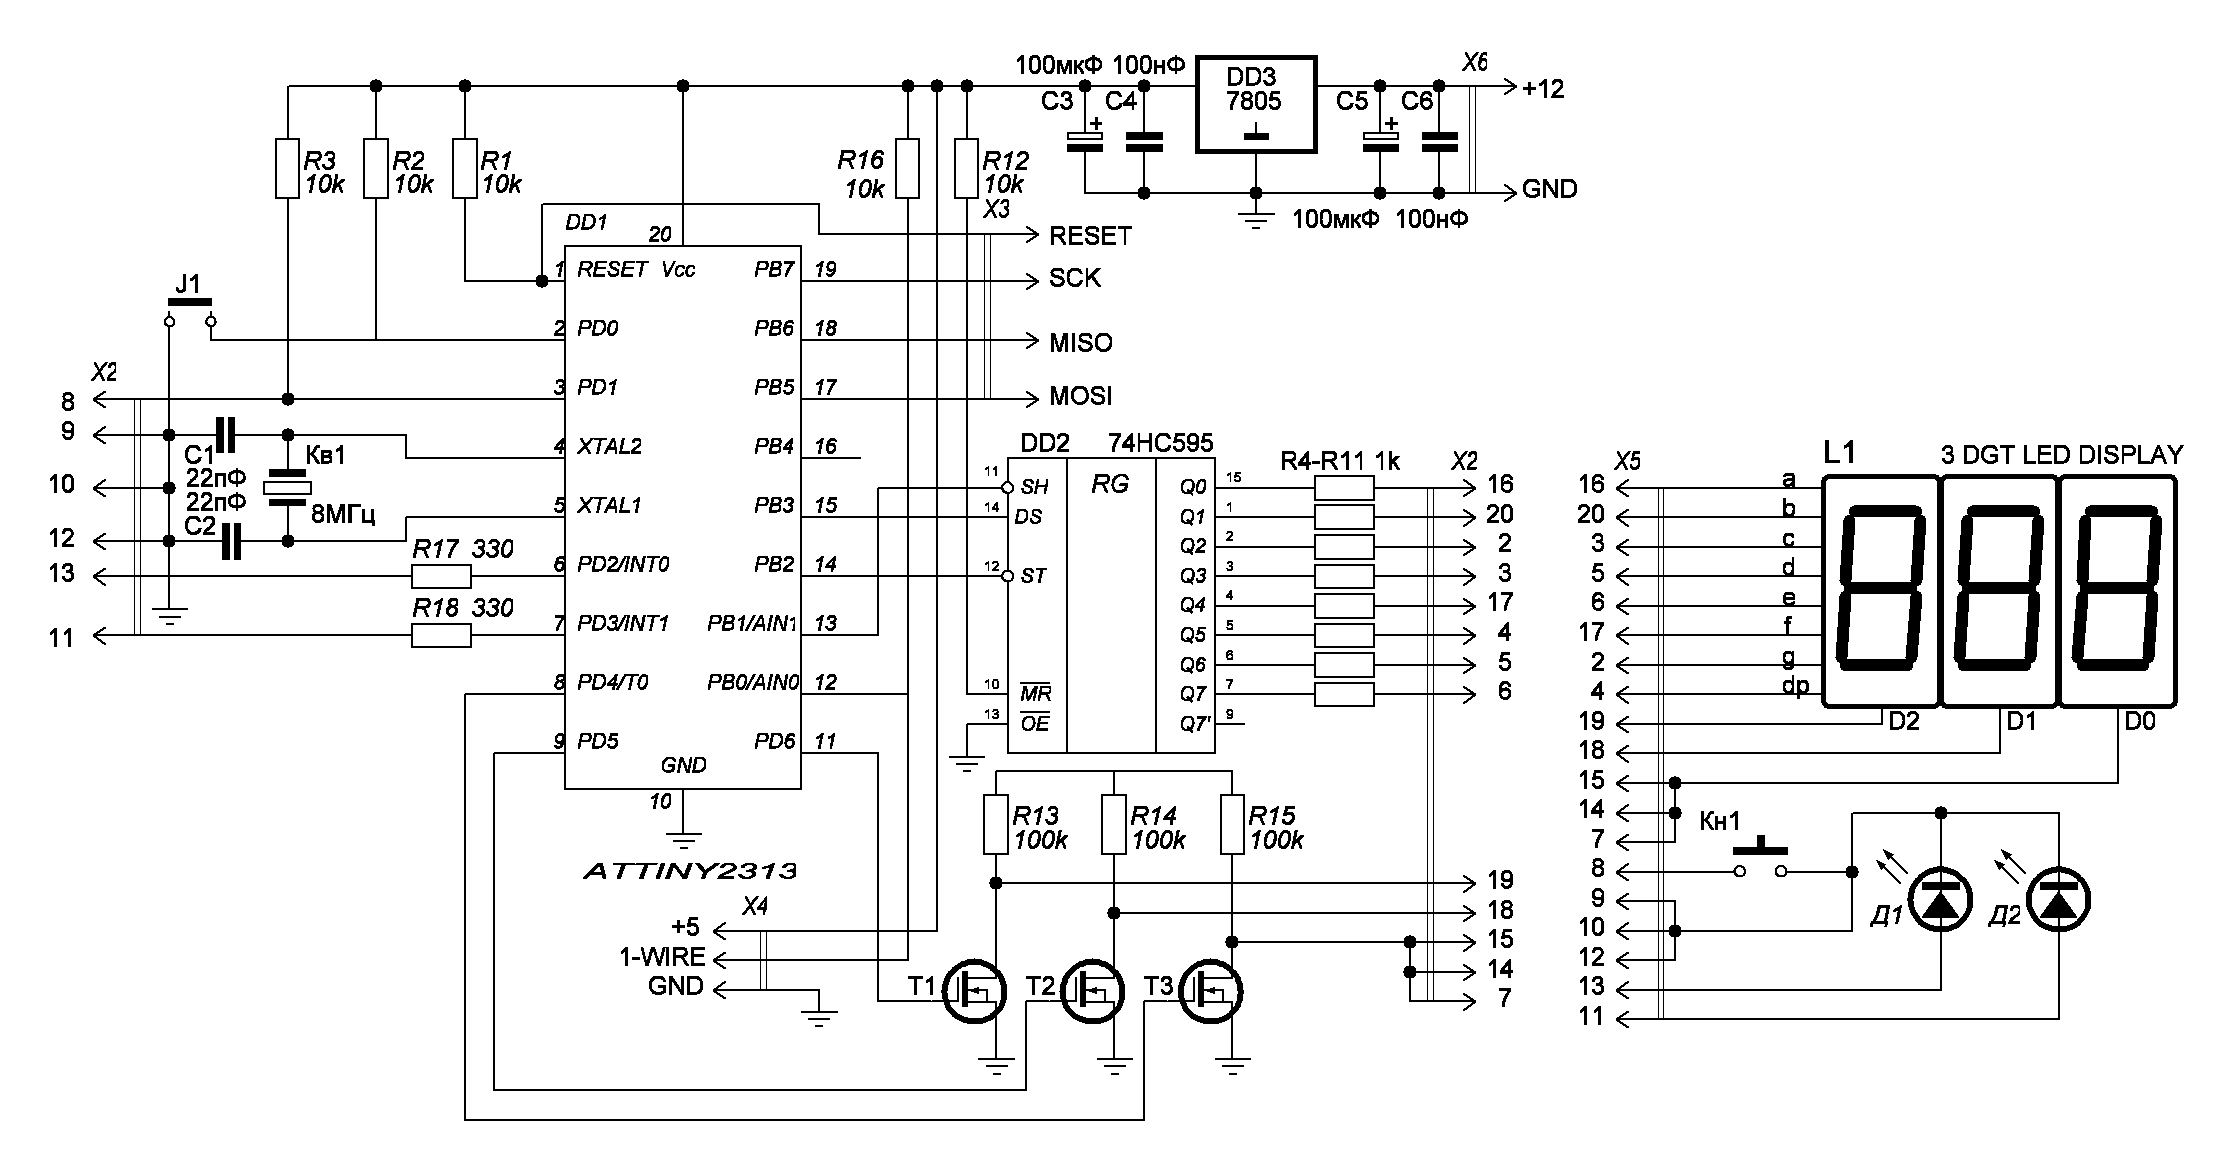 100мкФ 100нФ
X6
DD3
7805
+12
C3 C4
C5 C6
+
+
R3
10k
R2
10k
R1
10k
R16
10k
R12
10k
X3
GND
100мкФ 100нФ
DD1
20
RESET
SCK
MISO
MOSI
J1
1 RESET Vcc PB7 19
2 PD0 PB6 18
3 PD1 PB5 17
4 XTAL2 PB4 16
5 XTAL1 PB3 15
6 PD2/INT0 PB2 14
7 PD3/INT1 PB1/AIN1 13
8 PD4/T0 PB0/AIN0 12
9 PD5 PD6 11
GND
10
ATTINY2313
X2
8
9
10
12
13
11
C1
22пФ
22пФ
C2
Кв1
8МГц
R17 330
R18 330
DD2 74HC595
11 SH RG Q0 15
14 DS Q1 1
Q2 2
12 ST Q3 3
Q4 4
Q5 5
Q6 6
10 MR Q7 7
13 OE Q7' 9
R4-R11 1k
X2
16
20
2
3
17
4
5
6
R13
100k
R14
100k
R15
100k
19
18
15
14
7
X4
+5
1-WIRE
GND
T1
T2
T3
X5
L1 3 DGT LED DISPLAY
16 a
20 b
3 c
5 d
6 e
17 f
2 g
4 dp
19 D2 D1 D0
18
15
14
7 Кн1
8
9
10 Д1 Д2
12
13
11